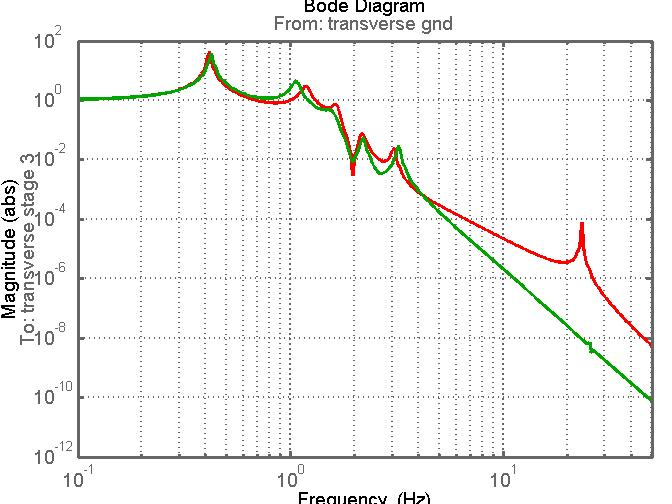 Bode Diagram
From: transverse gnd
Magnitude (abs)
To: transverse stage 3
10^2
10^0
10^-2
10^-4
10^-6
10^-8
10^-10
10^-12
10^-1
10^0
10^1
Frequency (Hz)